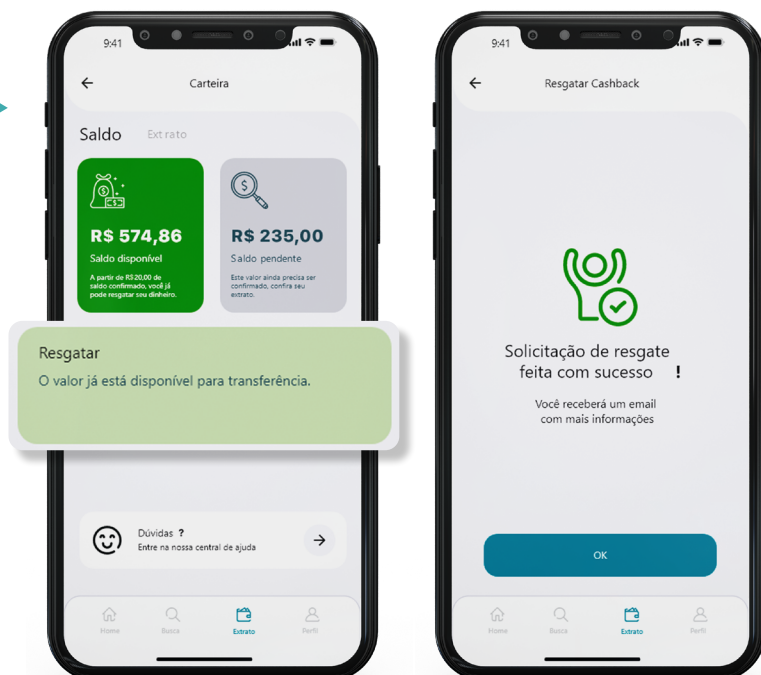 9:41
Carteira
Saldo
Extrato
R$ 574,86
Saldo disponível
A partir de R$20,00 de
saldo confirmado, você já
pode resgatar seu dinheiro.
R$ 235,00
Saldo pendente
Este valor ainda precisa ser
confirmado, confira seu
extrato.
Resgatar
O valor já está disponível para transferência.
Dúvidas ?
Entre na nossa central de ajuda
Home
Busca
Extrato
Perfil
9:41
Resgatar Cashback
Solicitação de resgate
feita com sucesso !
Você receberá um email
com mais informações
OK
Home
Busca
Extrato
Perfil